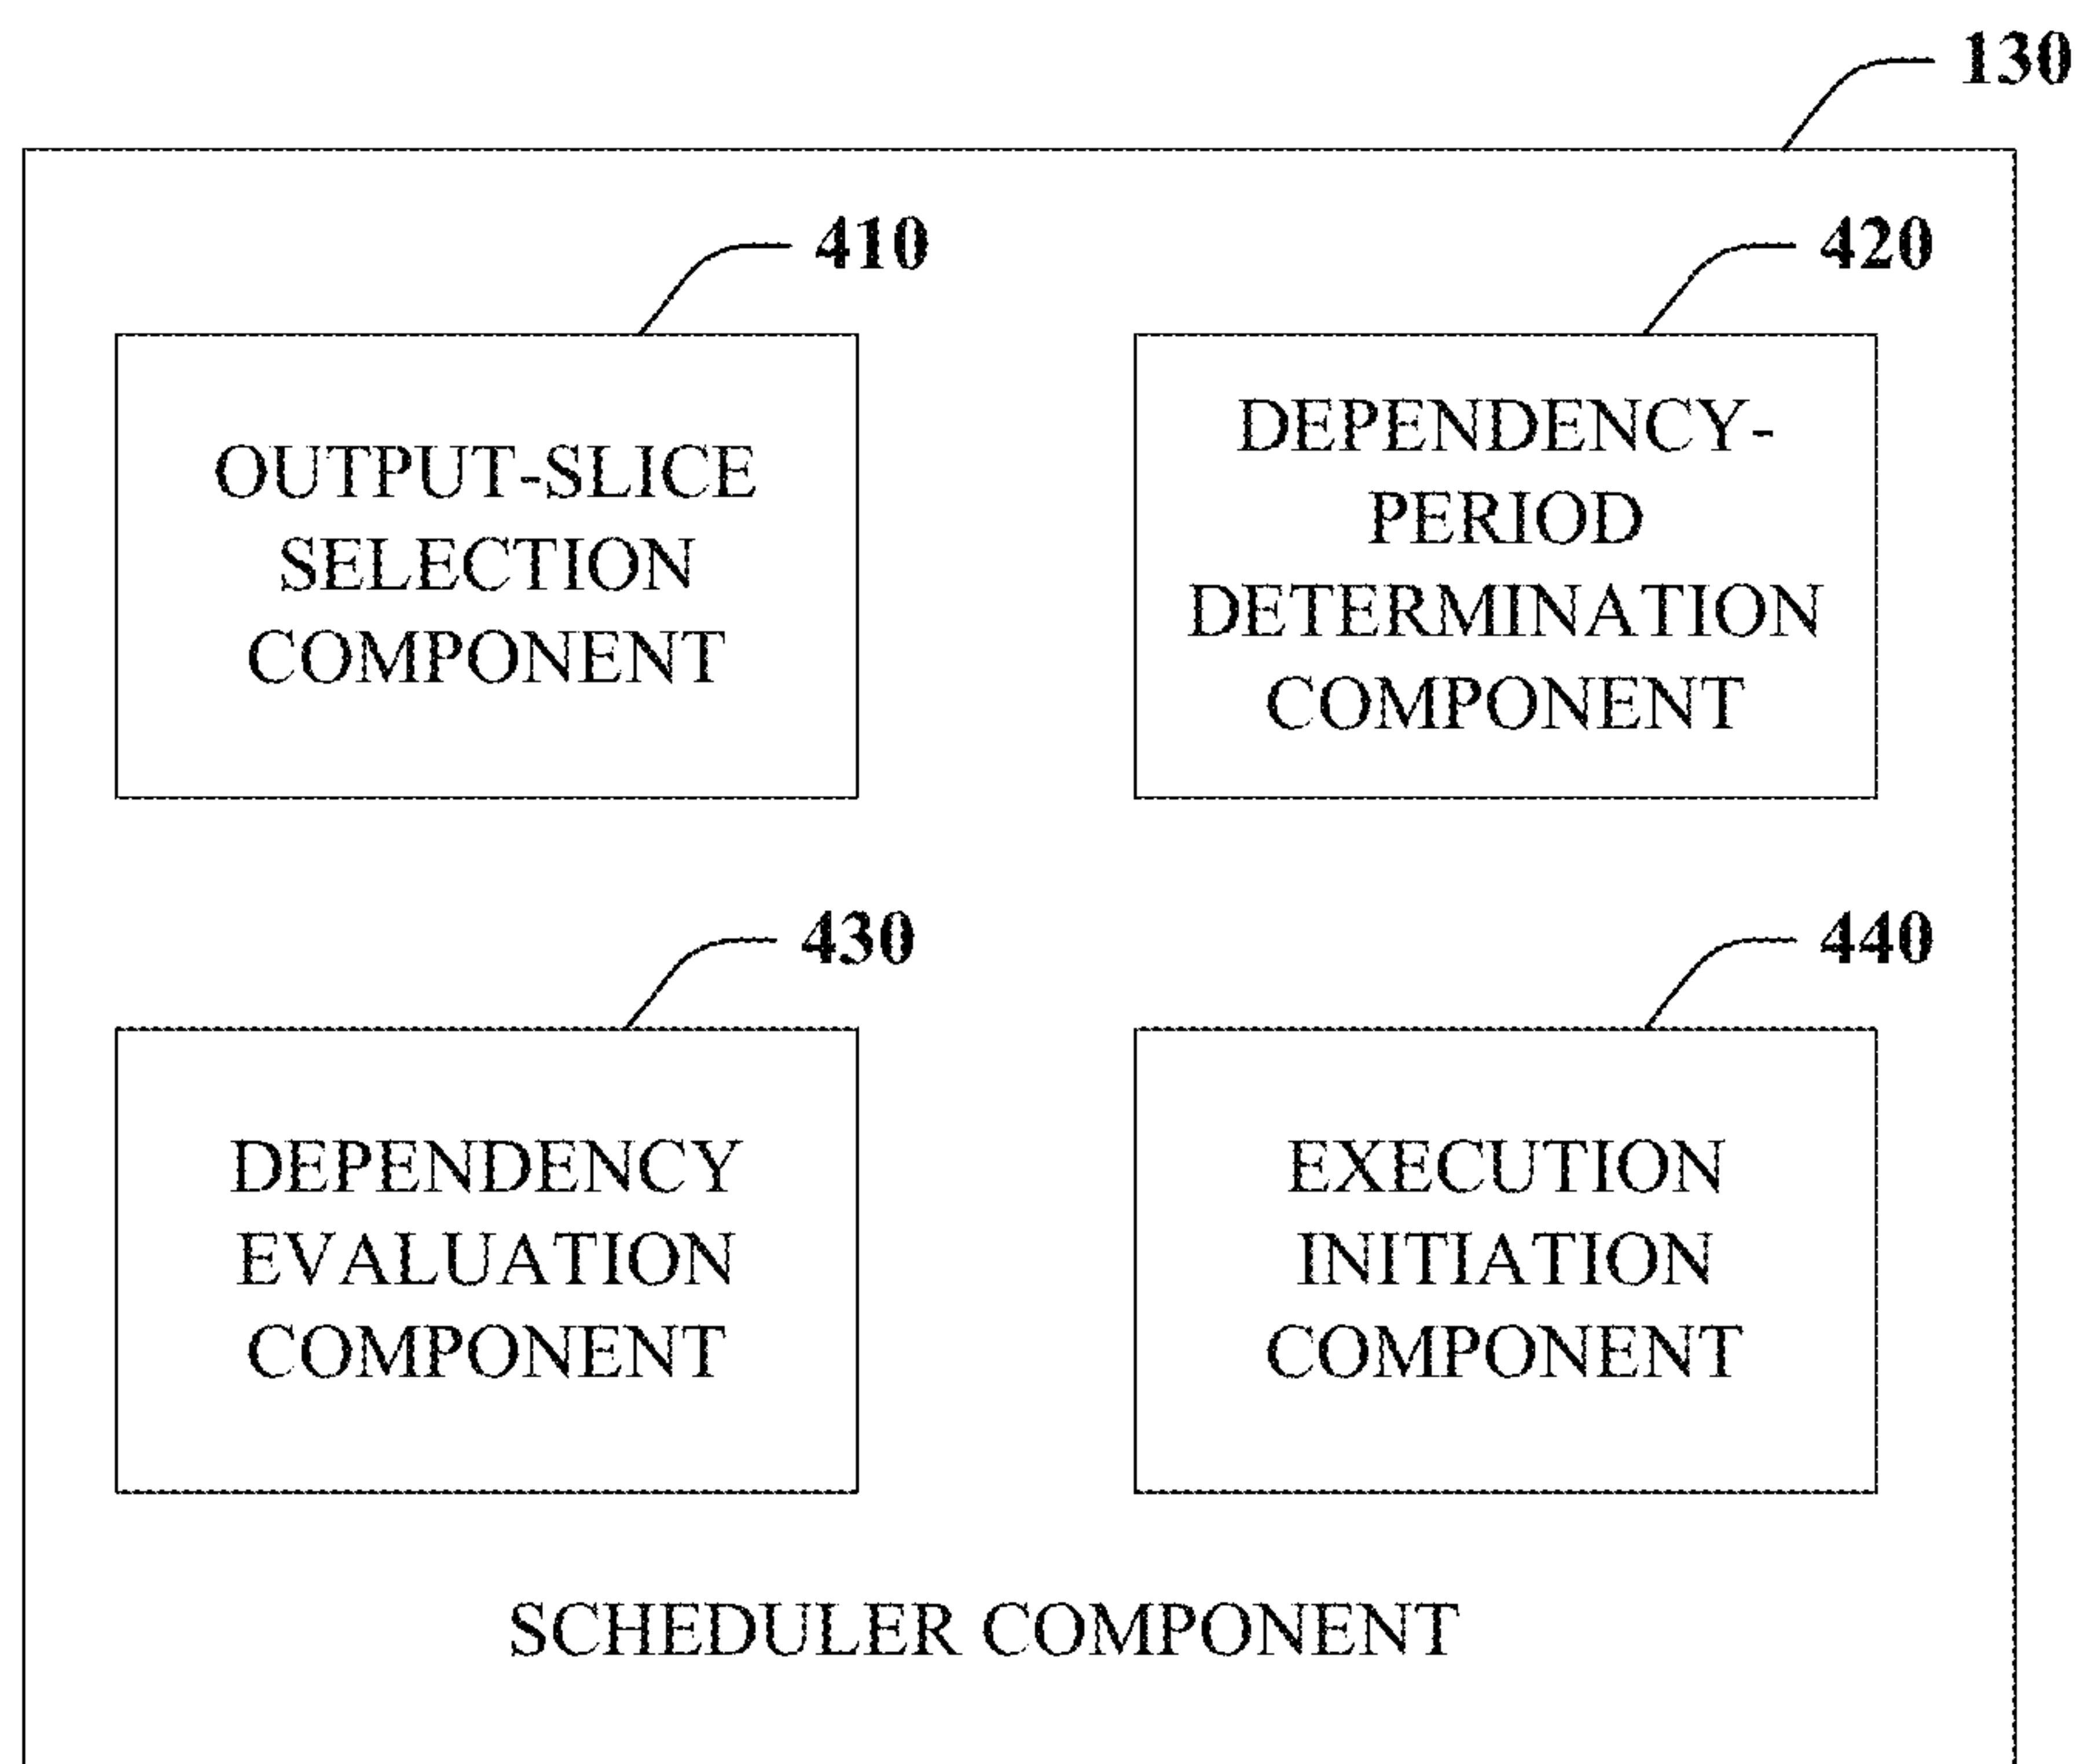 130
410
OUTPUT-SLICE
SELECTION
COMPONENT
420
DEPENDENCY-
PERIOD
DETERMINATION
COMPONENT
430
DEPENDENCY
EVALUATION
COMPONENT
440
EXECUTION
INITIATION
COMPONENT
SCHEDULER COMPONENT